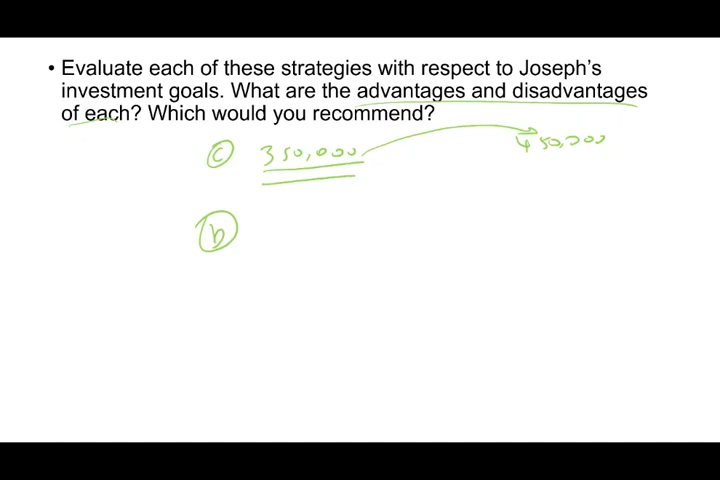 • Evaluate each of these strategies with respect to Joseph's
investment goals. What are the advantages and disadvantages
of each? Which would you recommend?
c 350,000 450,000
b